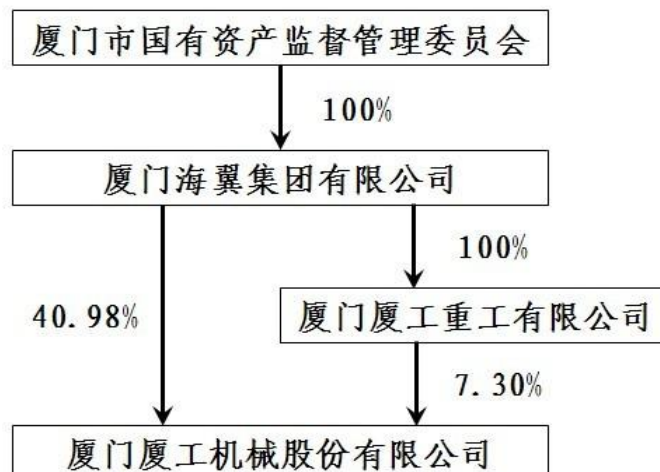 厦门市国有资产监督管理委员会
100%
厦门海翼集团有限公司
100%
40.98%
厦门厦工重工有限公司
7.30%
厦门厦工机械股份有限公司